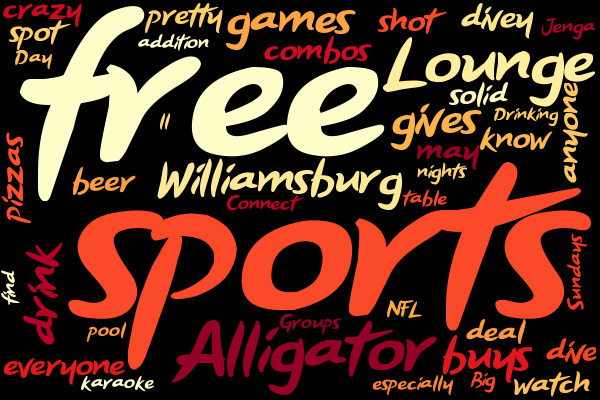 crazy
pretty
games
shot
divey
Jenga
spot
addition
combos
Day
free
Lounge
solid
anyone
ll
gives
Drinking
know
pizzas
beer
Williamsburg
may
nights
Connect
table
sports
Sundays
find
drink
NFL
pool
Groups
Alligator
deal
buys
dive
everyone
karaoke
especially
Big
watch